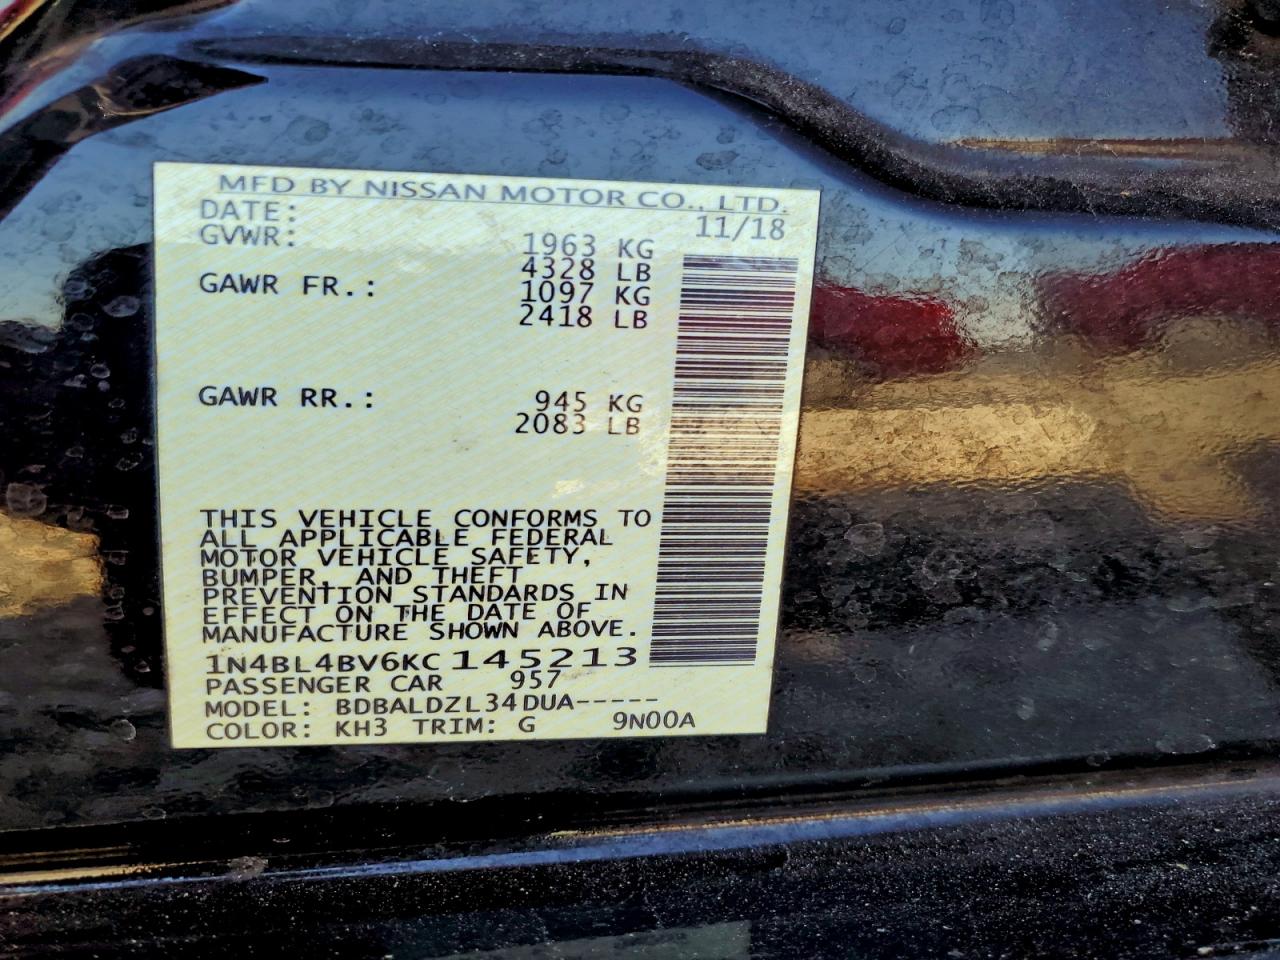 MFD BY NISSAN MOTOR CO., LTD.
DATE: 11/18
GVWR: 1963 KG
4328 LB
GAWR FR.: 1097 KG
2418 LB
GAWR RR.: 945 KG
2083 LB
THIS VEHICLE CONFORMS TO
ALL APPLICABLE FEDERAL
MOTOR VEHICLE SAFETY,
BUMPER, AND THEFT
PREVENTION STANDARDS IN
EFFECT ON THE DATE OF
MANUFACTURE SHOWN ABOVE.
1N4BL4BV6KC145213
PASSENGER CAR 957
MODEL: BDBALDZL34DUA-----
COLOR: KH3 TRIM: G 9N00A